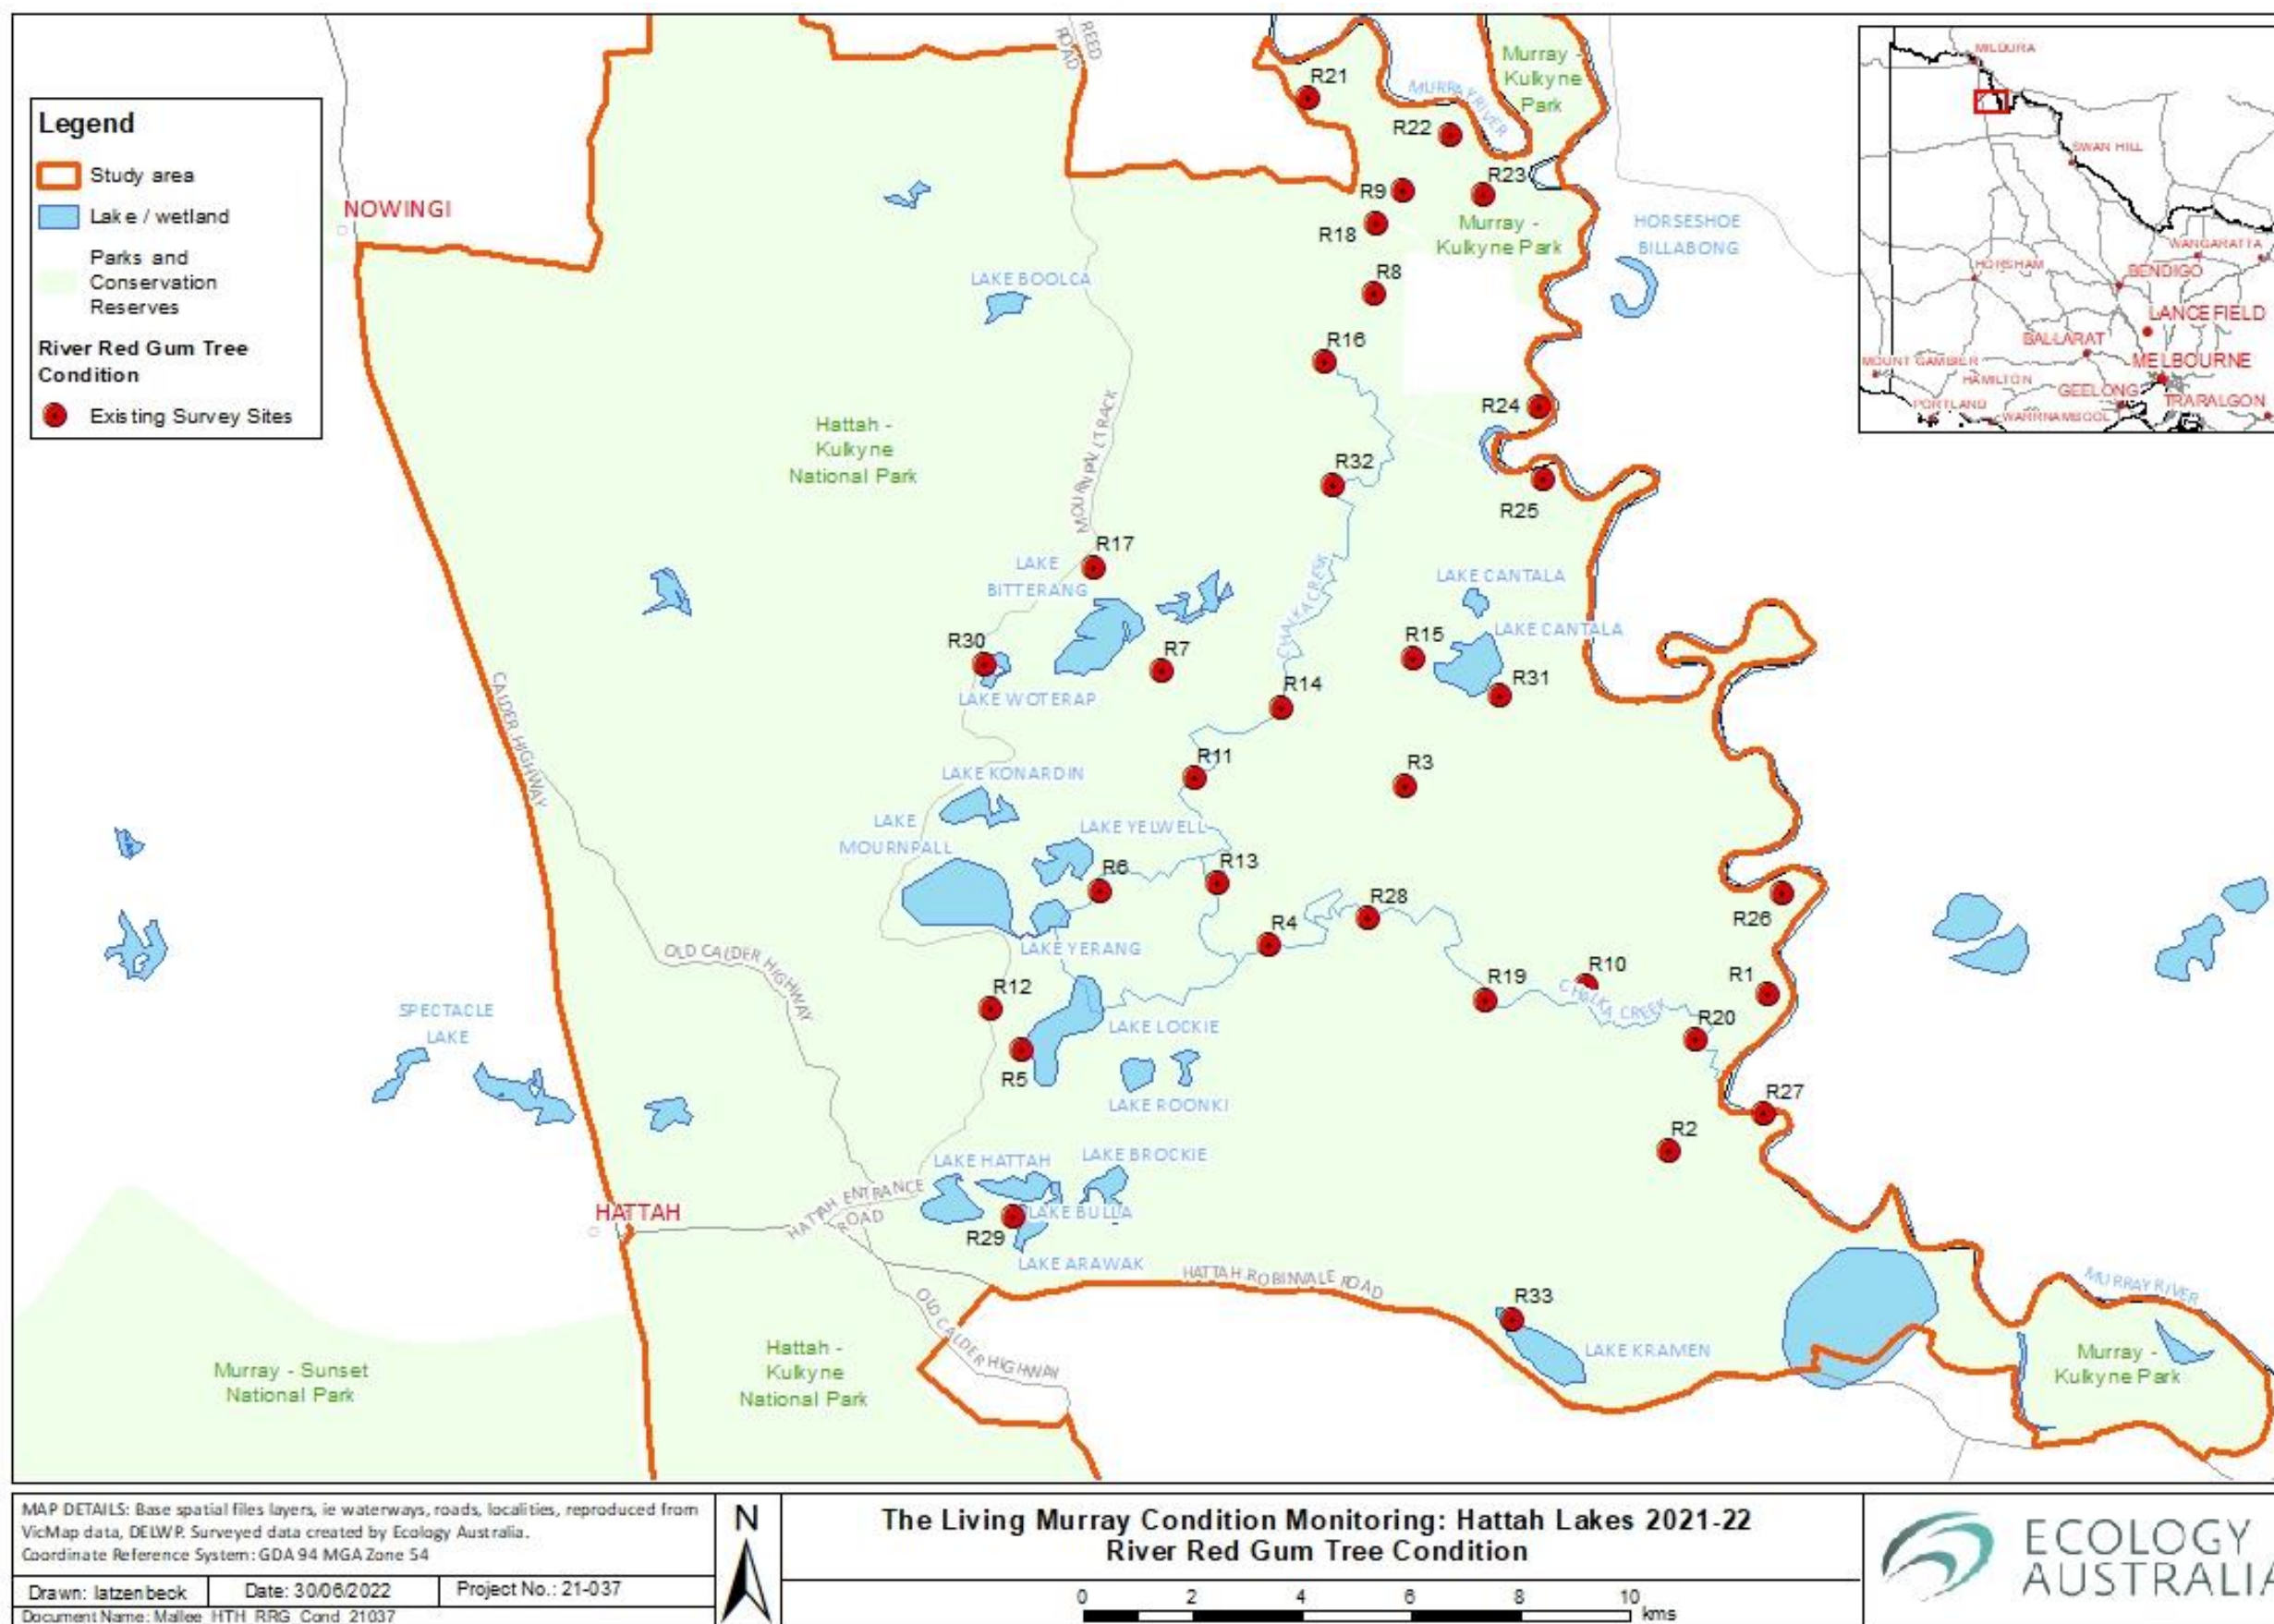 REED
ROAD
Murray -
Kulkyne
Park
MURRAY RIVER
R21
R22
R9
R23
R18
Murray -
Kulkyne Park
R8
HORSESHOE
BILLABONG
Legend
Study area
Lake / wetland
Parks and
Conservation
Reserves
River Red Gum Tree
Condition
Existing Survey Sites
NOWINGI
LAKE BOOLCA
R16
MOURNPALL TRACK
Hattah -
Kulkyne
National Park
R24
R32
R25
R17
LAKE
BITTERANG
CHALKA CREEK
LAKE CANTALA
LAKE CANTALA
R30
R7
R15
R31
LAKE WOTERAP
R14
CALDER HIGHWAY
R11
R3
LAKE KONARDIN
LAKE
MOURNPALL
LAKE YELWELL
R6
R13
R28
R26
R4
LAKE YERANG
OLD CALDER HIGHWAY
R12
R19
R10
R1
CHALKA CREEK
R20
SPECTACLE
LAKE
LAKE LOCKIE
R5
LAKE ROONKI
R27
R2
LAKE HATTAH
LAKE BROCKIE
HATTAH
HATTAH ENTRANCE
ROAD
LAKE BULLA
R29
LAKE ARAWAK
HATTAH-ROBINVALE ROAD
OLD CALDER HIGHWAY
R33
LAKE KRAMEN
MURRAY RIVER
Murray -
Kulkyne Park
Murray - Sunset
National Park
Hattah -
Kulkyne
National Park
MILDURA
SWAN HILL
WANGARATTA
HORSHAM
BENDIGO
LANCEFIELD
BALLARAT
MOUNT GAMBIER
MELBOURNE
HAMILTON
GEELONG
TRARALGON
PORTLAND
WARRNAMBOOL
MAP DETAILS: Base spatial files layers, ie waterways, roads, localities, reproduced from
VicMap data, DELWP. Surveyed data created by Ecology Australia.
Coordinate Reference System: GDA 94 MGA Zone 54
Drawn: latzenbeck
Date: 30/06/2022
Project No.: 21-037
Document Name: Mallee_HTH_RRG_Cond_21037
N
The Living Murray Condition Monitoring: Hattah Lakes 2021-22
River Red Gum Tree Condition
0 2 4 6 8 10
kms
ECOLOGY
AUSTRALIA